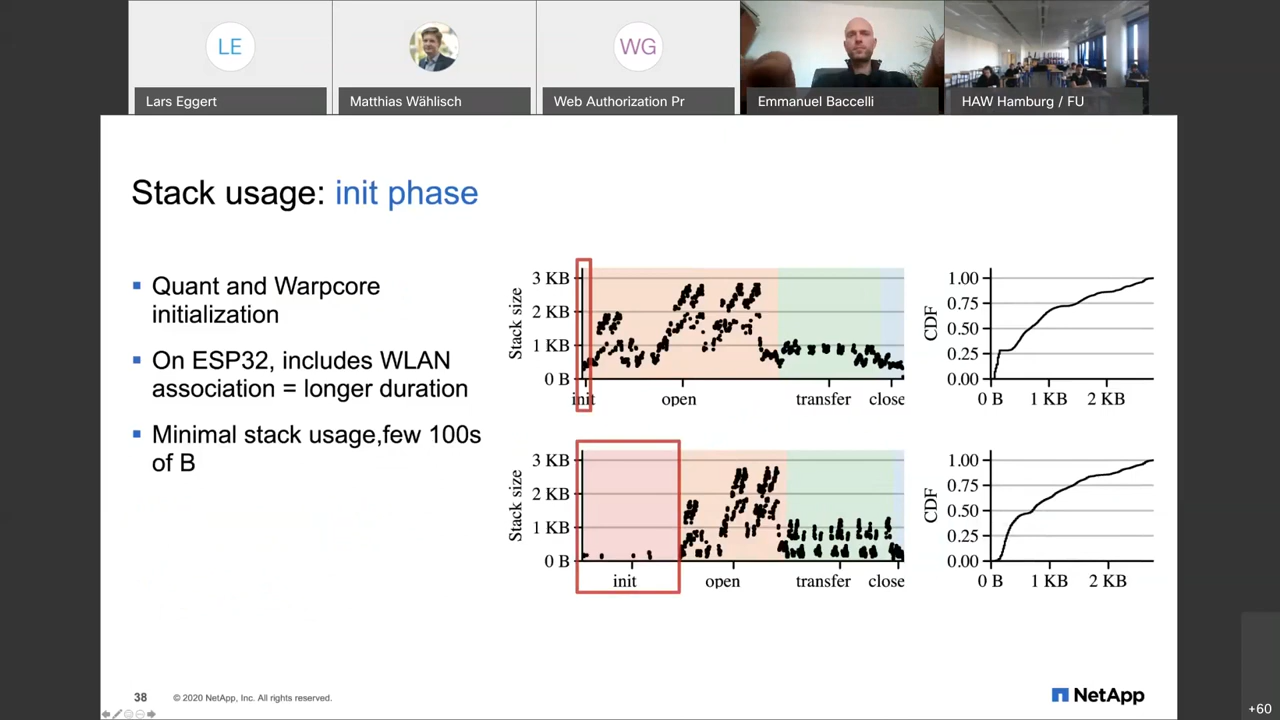 LE
WG
Lars Eggert
Matthias Wählisch
Web Authorization Pr
Emmanuel Baccelli
HAW Hamburg / FU
Stack usage: init phase
Quant and Warpcore
initialization
On ESP32, includes WLAN
association = longer duration
Minimal stack usage,few 100s
of B
Stack size
3 KB
2 KB
1 KB
0 B
init
open
transfer
close
CDF
1.00
0.75
0.50
0.25
0.00
0 B
1 KB
2 KB
Stack size
3 KB
2 KB
1 KB
0 B
init
open
transfer
close
CDF
1.00
0.75
0.50
0.25
0.00
0 B
1 KB
2 KB
38
© 2020 NetApp, Inc. All rights reserved.
NetApp
+60